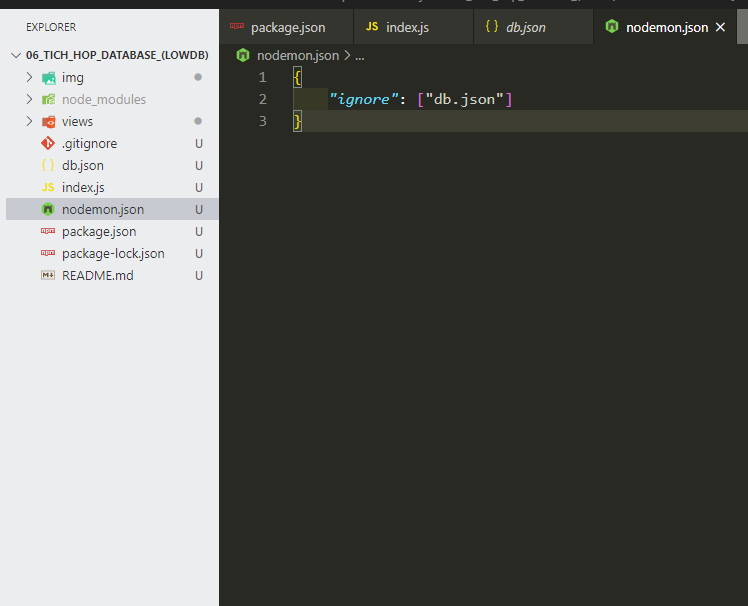 EXPLORER
06_TICH_HOP_DATABASE_(LOWDB)
img
node_modules
views
.gitignore U
db.json U
JS index.js U
nodemon.json U
package.json U
package-lock.json U
README.md U
package.json
JS index.js
{ } db.json
nodemon.json ×
nodemon.json > ...
1 {
2 "ignore": ["db.json"]
3 }